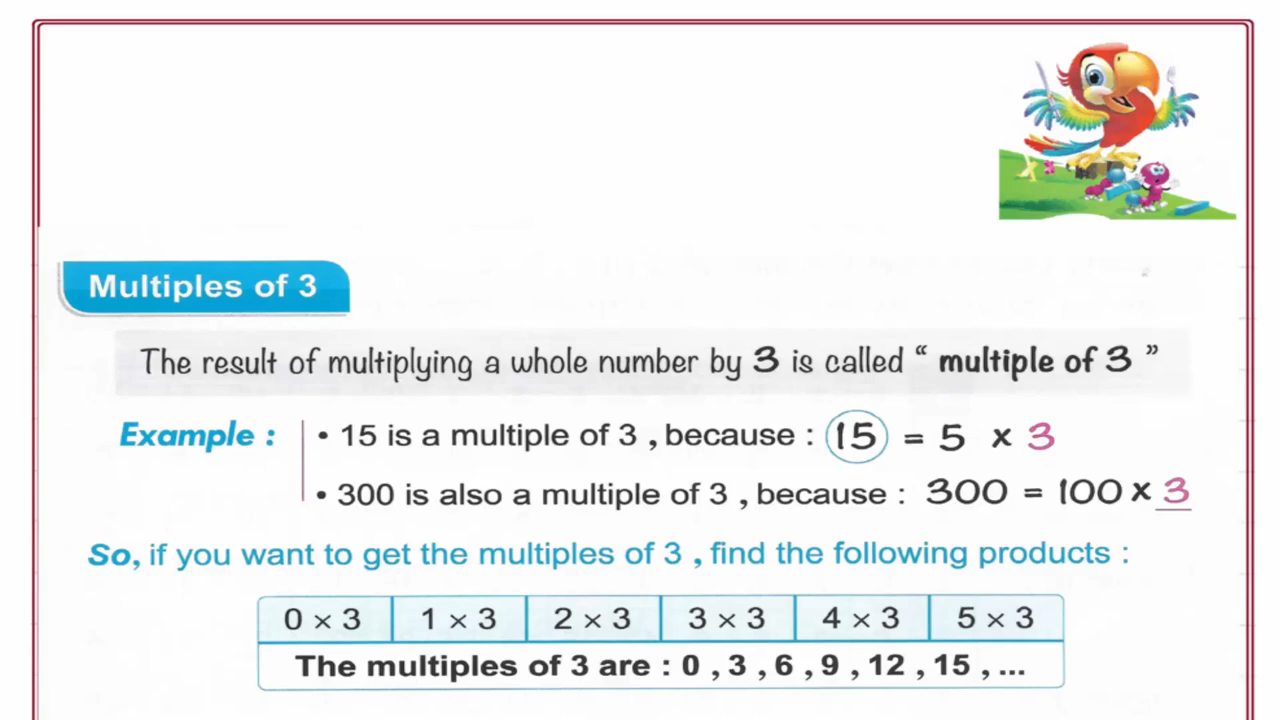 Multiples of 3
The result of multiplying a whole number by 3 is called “ multiple of 3 ”
Example : • 15 is a multiple of 3 , because : 15 = 5 × 3
• 300 is also a multiple of 3 , because : 300 = 100 × 3
So, if you want to get the multiples of 3 , find the following products :
0 × 3 1 × 3 2 × 3 3 × 3 4 × 3 5 × 3
The multiples of 3 are : 0 , 3 , 6 , 9 , 12 , 15 , ...